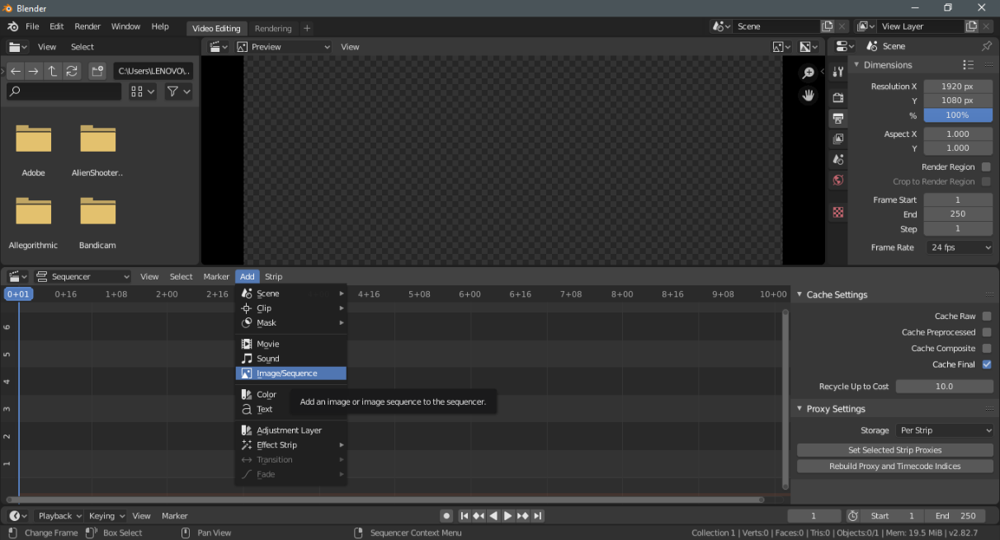 Blender
File Edit Render Window Help Video Editing Rendering + Scene View Layer
View Select Preview View Scene
C:\Users\LENOVO\,.
Adobe AlienShooter..
Allegorithmic Bandicam
Dimensions
Resolution X 1920 px
Y 1080 px
% 100%
Aspect X 1.000
Y 1.000
Render Region
Crop to Render Region
Frame Start 1
End 250
Step 1
Frame Rate 24 fps
Sequencer View Select Marker Add Strip
0+01 0+16 1+08 2+00 2+16 4+16 5+08 6+00 6+16 7+08 8+00 8+16 9+08 10+00
6
5
4
3
2
1
Scene
Clip
Mask
Movie
Sound
Image/Sequence
Color
Text
Adjustment Layer
Effect Strip
Transition
Fade
Add an image or image sequence to the sequencer.
Cache Settings
Cache Raw
Cache Preprocessed
Cache Composite
Cache Final
Recycle Up to Cost 10.0
Proxy Settings
Storage Per Strip
Set Selected Strip Proxies
Rebuild Proxy and Timecode Indices
Playback Keying View Marker 1 Start 1 End 250
Change Frame Box Select Pan View Sequencer Context Menu Collection 1 | Verts:0 | Faces:0 | Tris:0 | Objects:0/1 | Mem: 19.5 MiB | v2.82.7